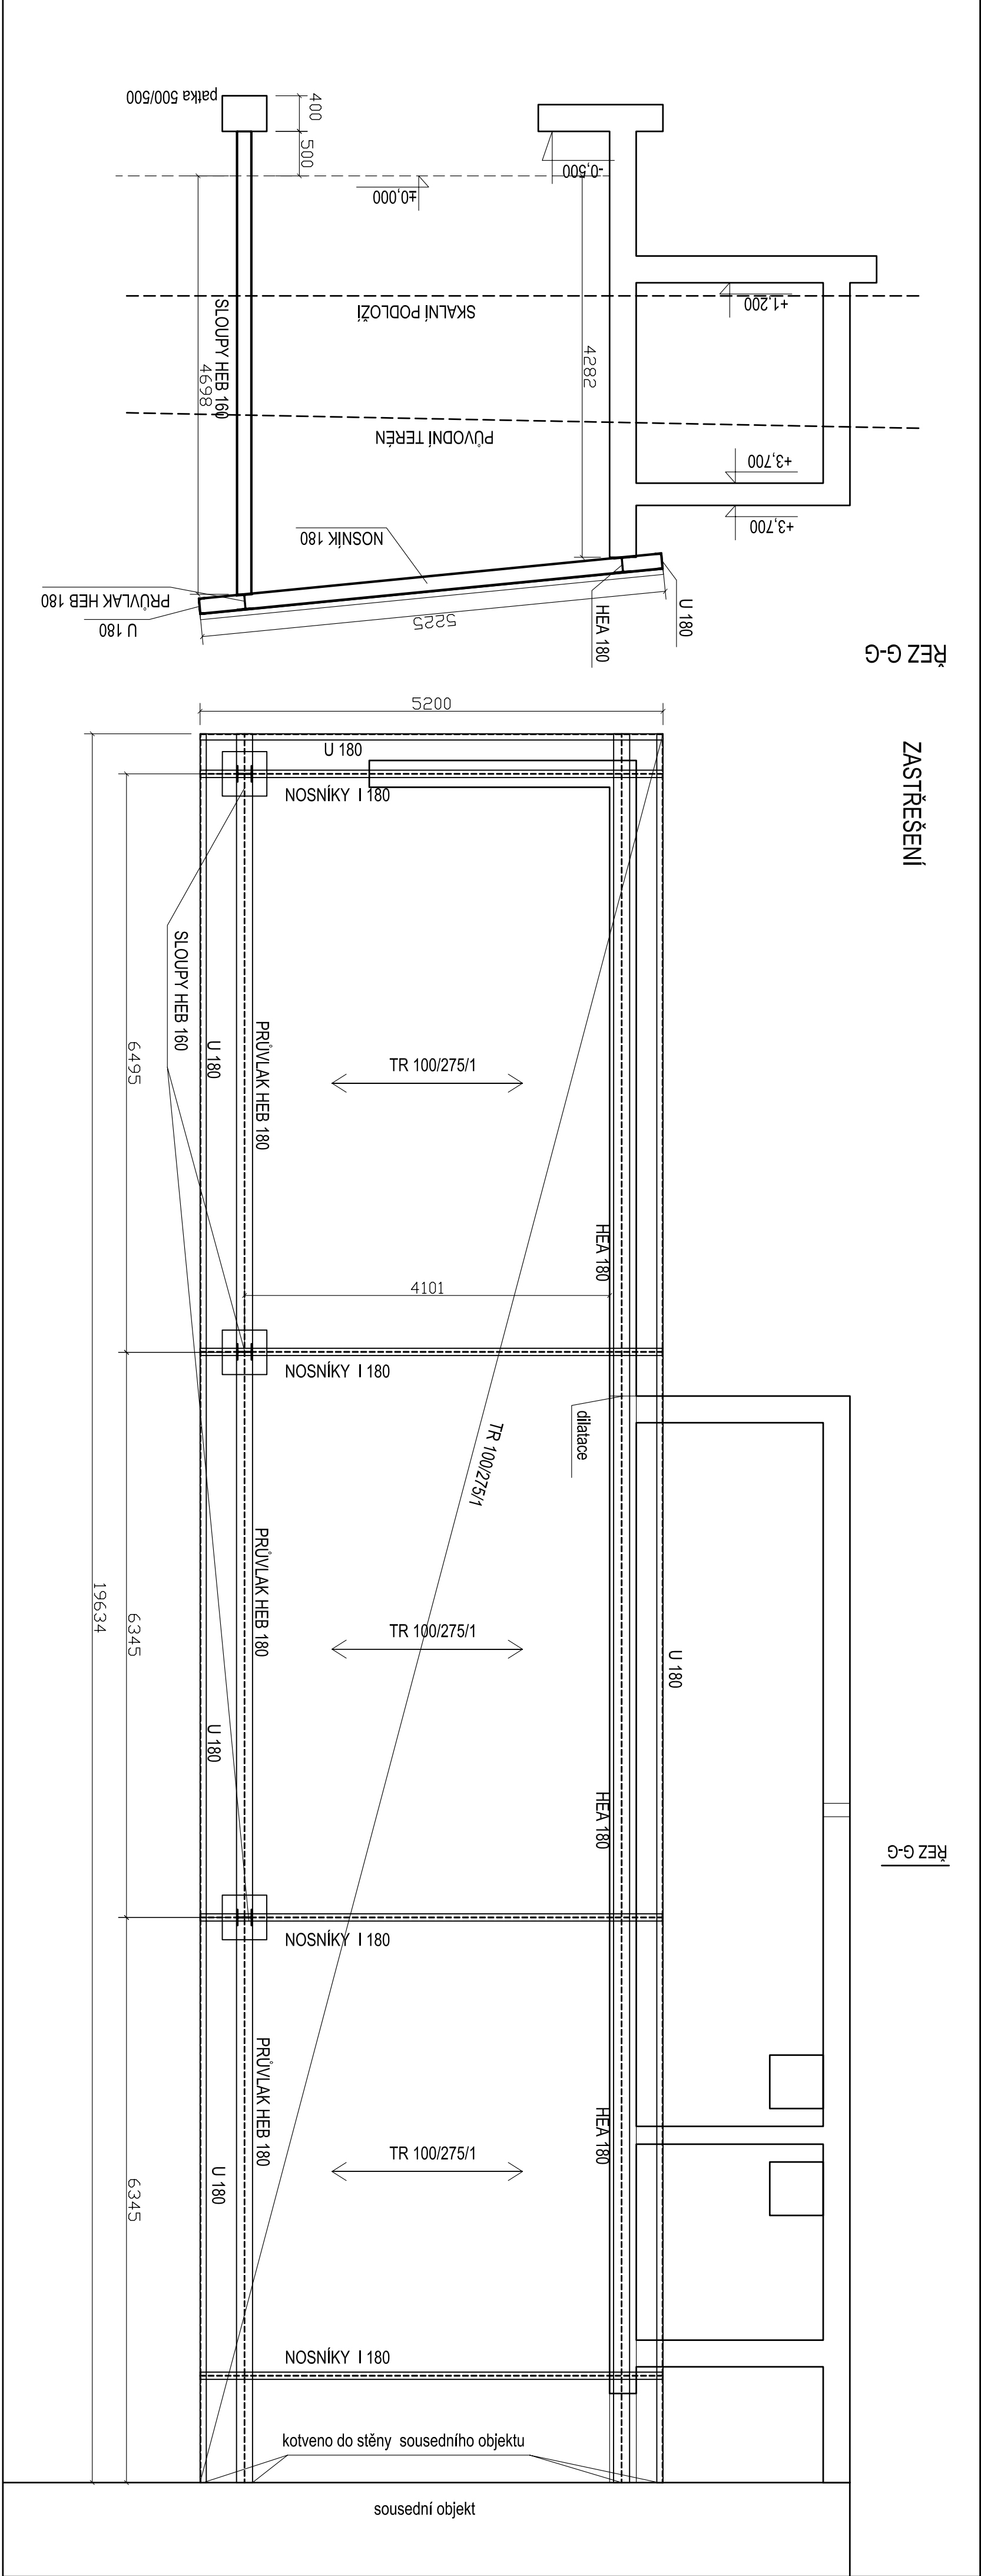 patka 500/500
400
500
-0,500
±0,000
+1,200
SKALNÍ PODLOŽÍ
SLOUPY HEB 160
4698
4282
PŮVODNÍ TERÉN
+3,700
+3,700
NOSNÍK 180
PRŮVLAK HEB 180
U 180
5225
HEA 180
U 180
ŘEZ G-G
ZASTŘEŠENÍ
5200
U 180
NOSNÍKY I 180
SLOUPY HEB 160
6495
U 180
PRŮVLAK HEB 180
TR 100/275/1
HEA 180
4101
NOSNÍKY I 180
dilatace
TR 100/275/1
PRŮVLAK HEB 180
19634
6345
TR 100/275/1
U 180
U 180
HEA 180
ŘEZ G-G
NOSNÍKY I 180
PRŮVLAK HEB 180
HEA 180
TR 100/275/1
U 180
6345
NOSNÍKY I 180
kotveno do stěny sousedního objektu
sousední objekt